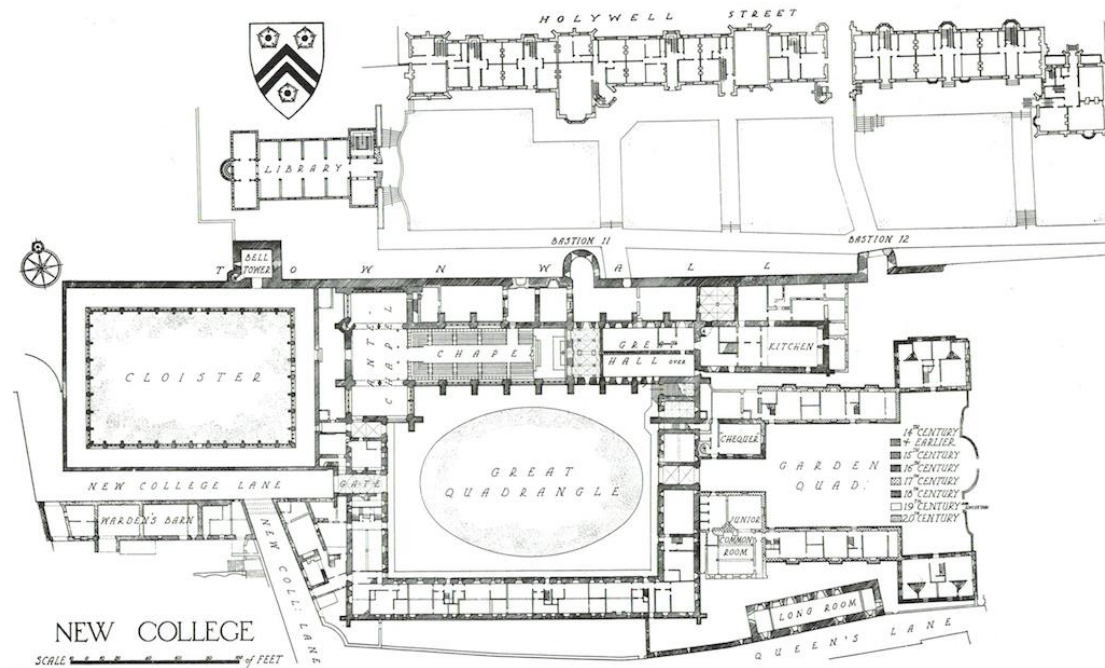 HOLYWELL STREET
LIBRARY
BASTION 11
BASTION 12
BELL
TOWER
TOWN WALL
ANTE-
CHAPEL
CHAPEL
GREAT
HALL OVER
KITCHEN
CLOISTER
CHEQUER
GREAT
QUADRANGLE
GARDEN
QUAD:
14TH CENTURY
& EARLIER
15TH CENTURY
16TH CENTURY
17TH CENTURY
18TH CENTURY
19TH CENTURY
20TH CENTURY
NEW COLLEGE LANE
GATE
WARDEN'S BARN
NEW COLL: LANE
JUNIOR
COMMON
ROOM
LONG ROOM
QUEEN'S LANE
NEW COLLEGE
SCALE of FEET